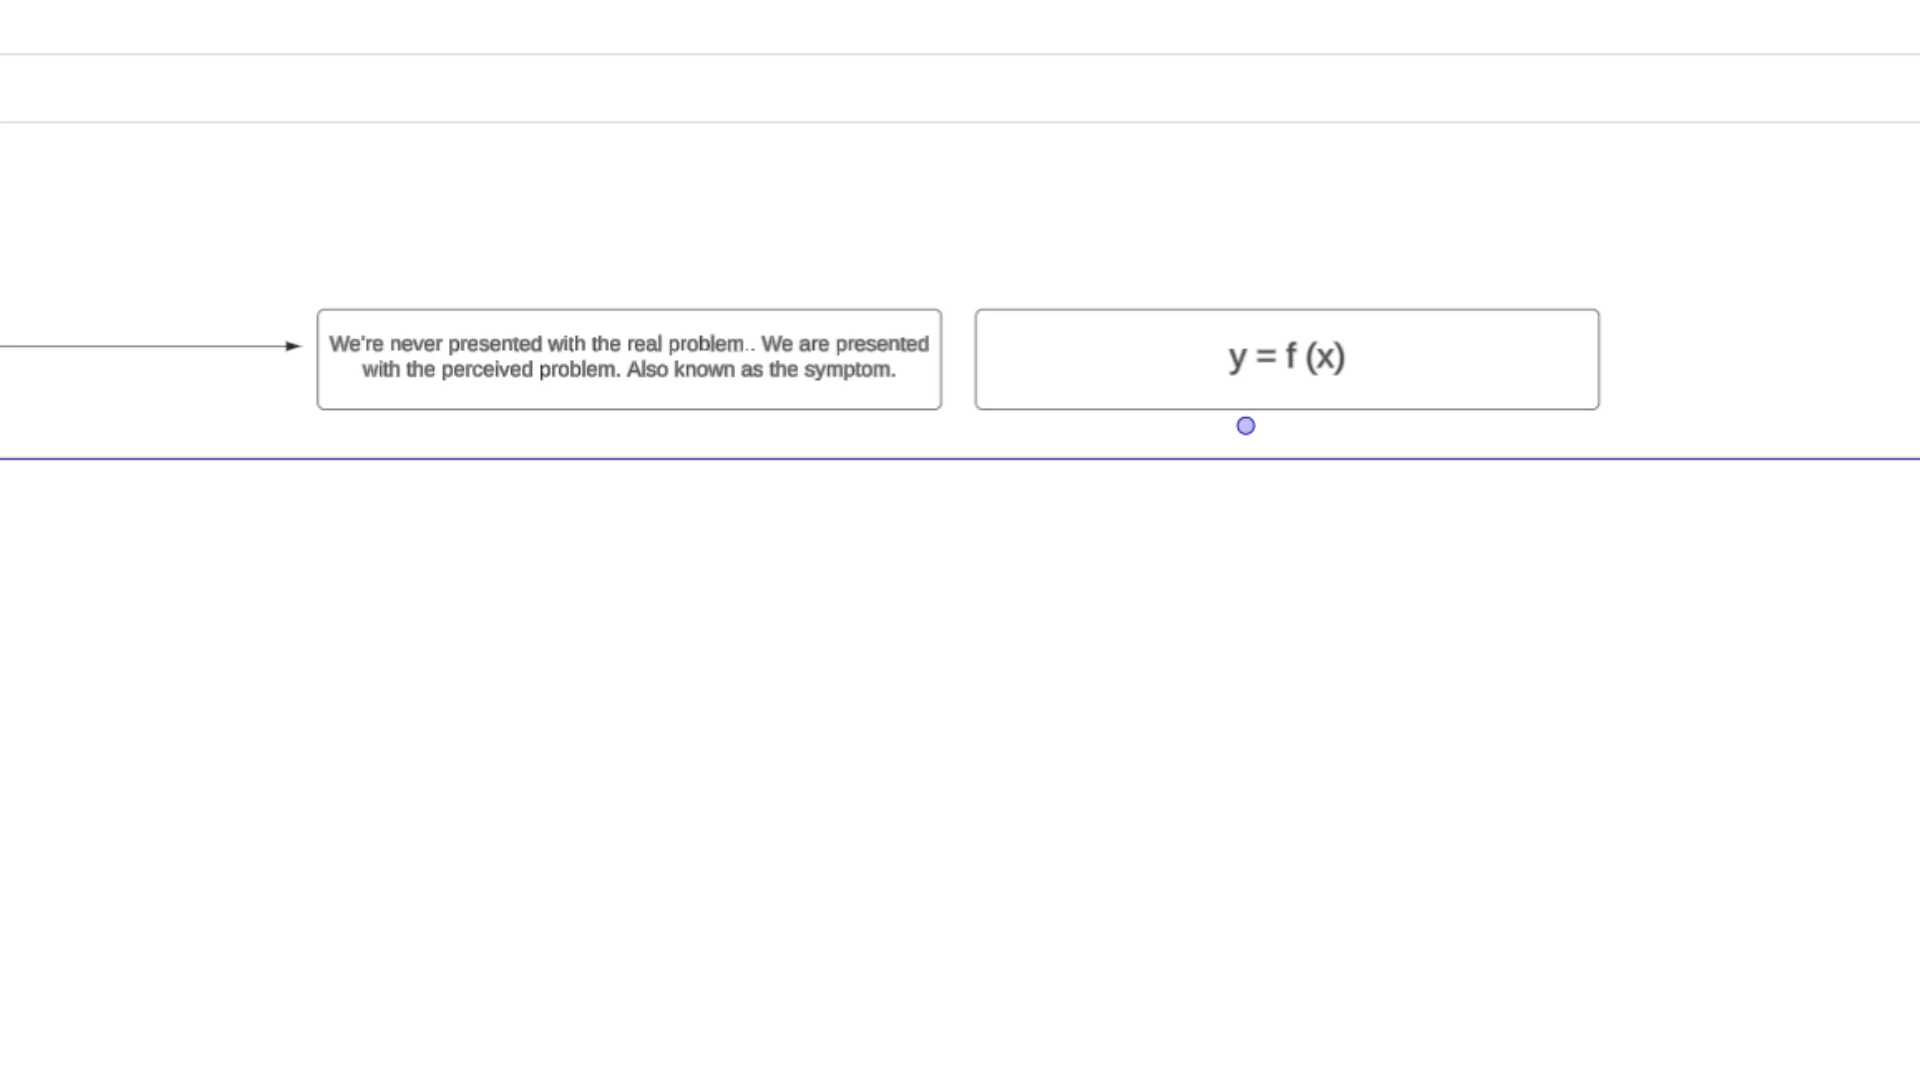 We're never presented with the real problem.. We are presented
with the perceived problem. Also known as the symptom.
y = f (x)